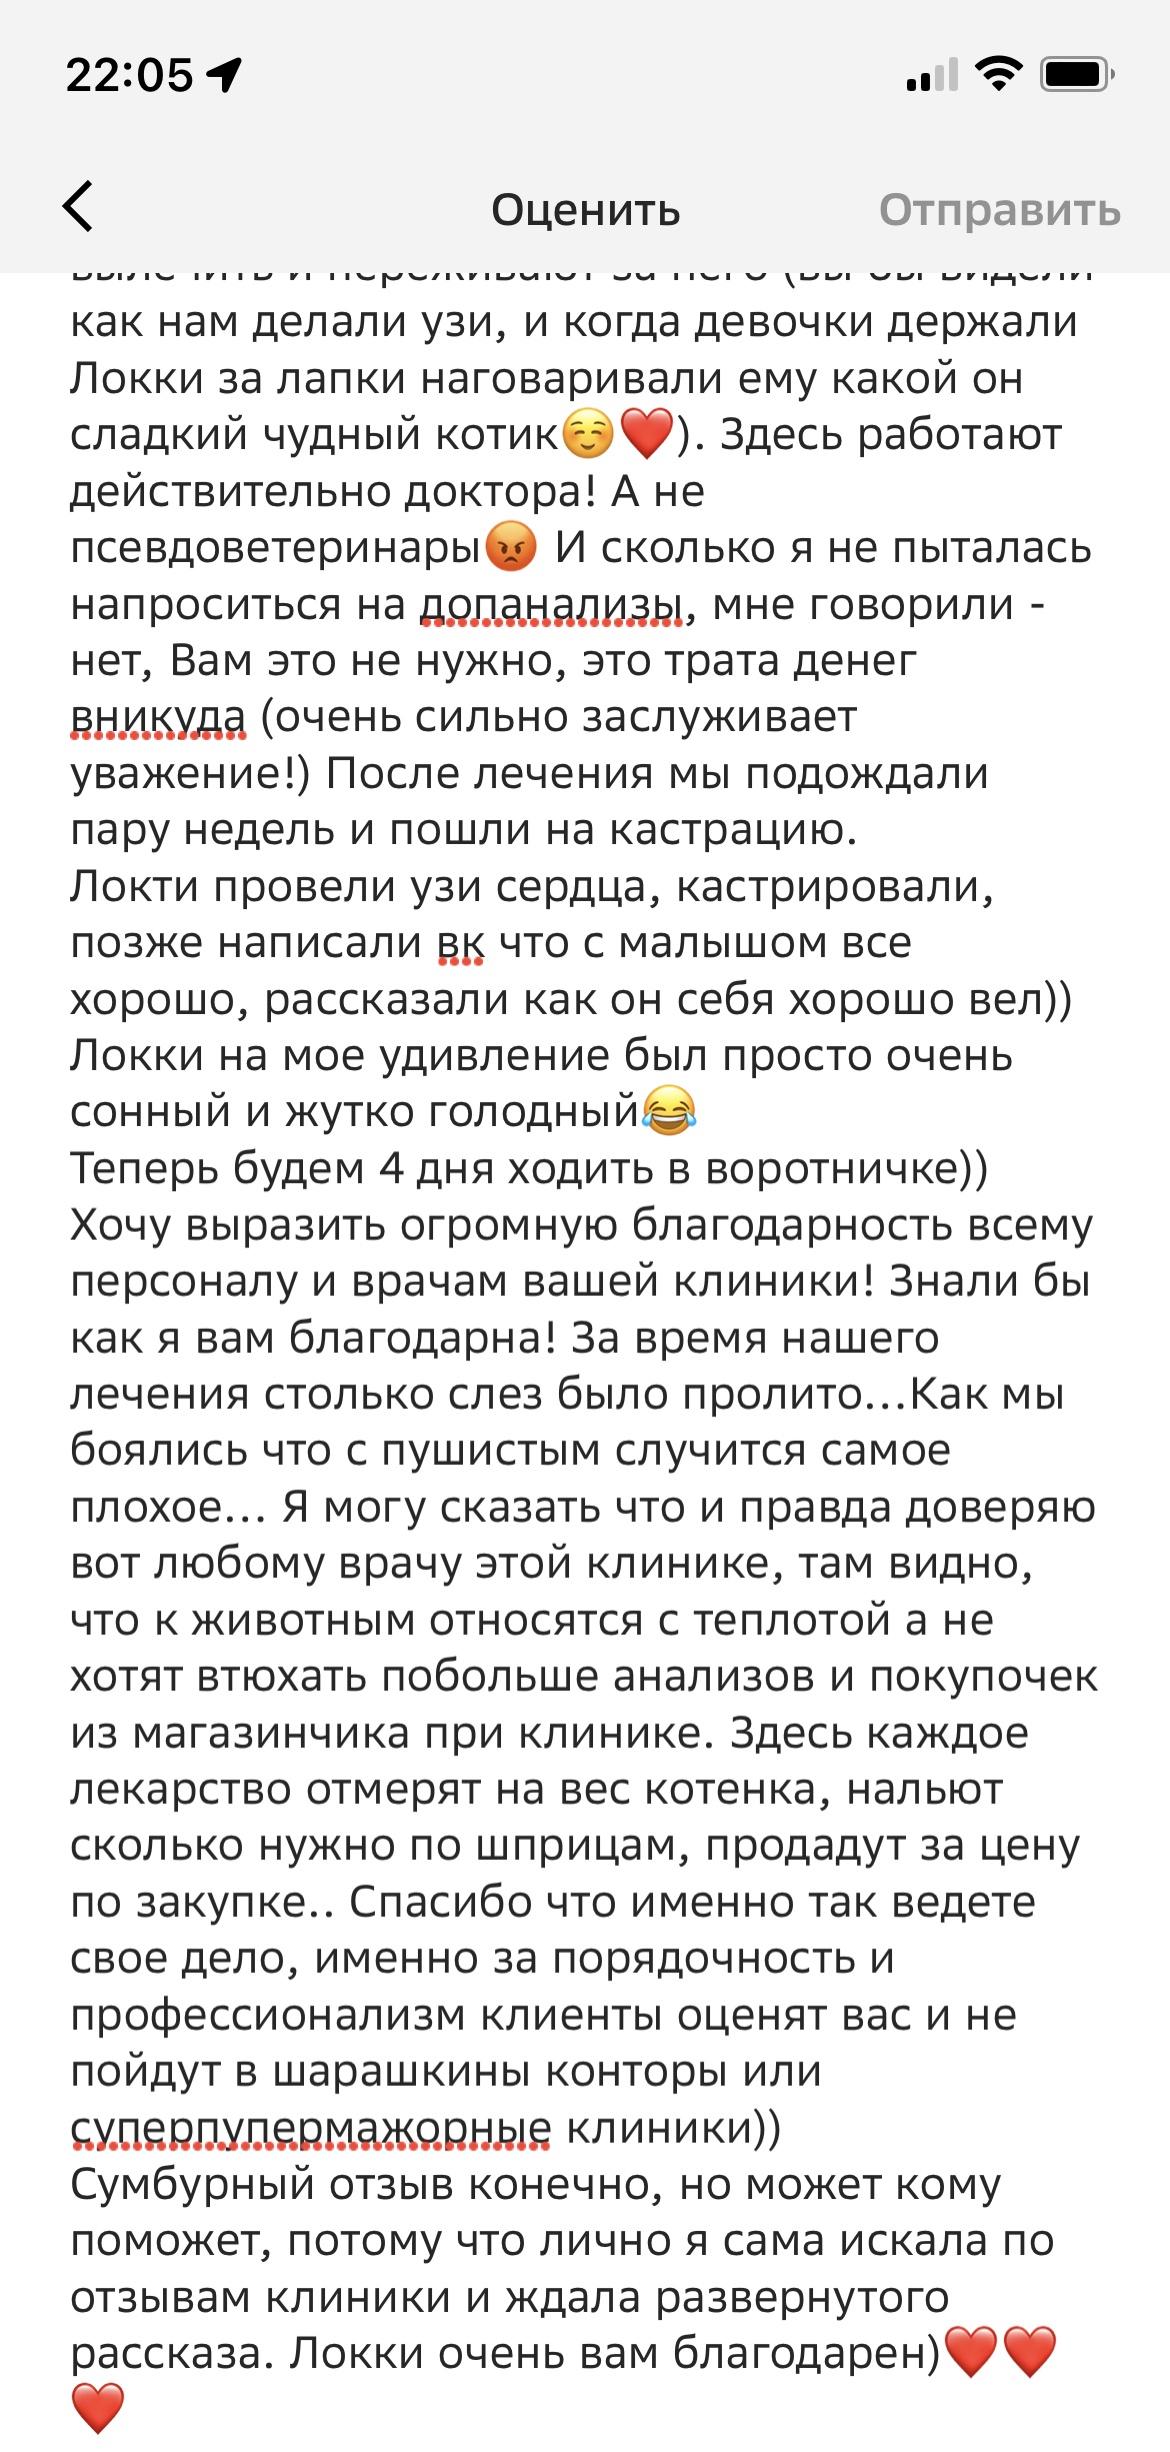 22:05
Оценить
Отправить
вылечить и переживают за него (вы бы видели
как нам делали узи, и когда девочки держали
Локки за лапки наговаривали ему какой он
сладкий чудный котик☺️❤️). Здесь работают
действительно доктора! А не
псевдоветеринары😡 И сколько я не пыталась
напроситься на допанализы, мне говорили -
нет, Вам это не нужно, это трата денег
вникуда (очень сильно заслуживает
уважение!) После лечения мы подождали
пару недель и пошли на кастрацию.
Локти провели узи сердца, кастрировали,
позже написали вк что с малышом все
хорошо, рассказали как он себя хорошо вел))
Локки на мое удивление был просто очень
сонный и жутко голодный😂
Теперь будем 4 дня ходить в воротничке))
Хочу выразить огромную благодарность всему
персоналу и врачам вашей клиники! Знали бы
как я вам благодарна! За время нашего
лечения столько слез было пролито...Как мы
боялись что с пушистым случится самое
плохое... Я могу сказать что и правда доверяю
вот любому врачу этой клинике, там видно,
что к животным относятся с теплотой а не
хотят втюхать побольше анализов и покупочек
из магазинчика при клинике. Здесь каждое
лекарство отмерят на вес котенка, нальют
сколько нужно по шприцам, продадут за цену
по закупке.. Спасибо что именно так ведете
свое дело, именно за порядочность и
профессионализм клиенты оценят вас и не
пойдут в шарашкины конторы или
суперпупермажорные клиники))
Сумбурный отзыв конечно, но может кому
поможет, потому что лично я сама искала по
отзывам клиники и ждала развернутого
рассказа. Локки очень вам благодарен)❤️❤️
❤️